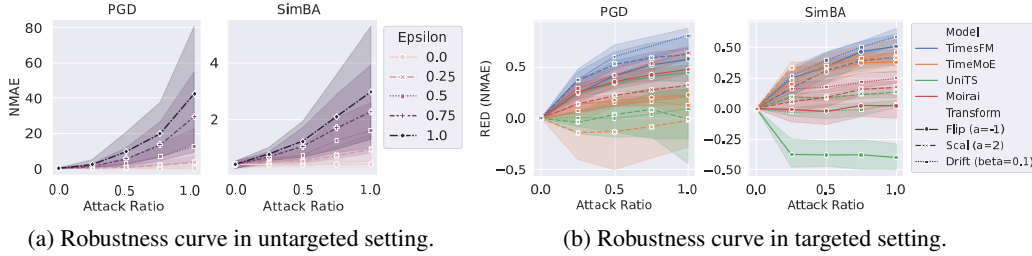 PGD
SimBA
NMAE
80
60
40
20
0
4
2
0.0
0.5
1.0
0.0
0.5
1.0
Attack Ratio
Attack Ratio
Epsilon
0.0
0.25
0.5
0.75
1.0
(a) Robustness curve in untargeted setting.
PGD
SimBA
RED (NMAE)
0.5
0.0
−0.5
0.50
0.25
0.00
−0.25
−0.50
0.0
0.5
1.0
0.0
0.5
1.0
Attack Ratio
Attack Ratio
Model
TimesFM
TimeMoE
UniTS
Moirai
Transform
Flip (a=-1)
Scal (a=2)
Drift (beta=0.1)
(b) Robustness curve in targeted setting.